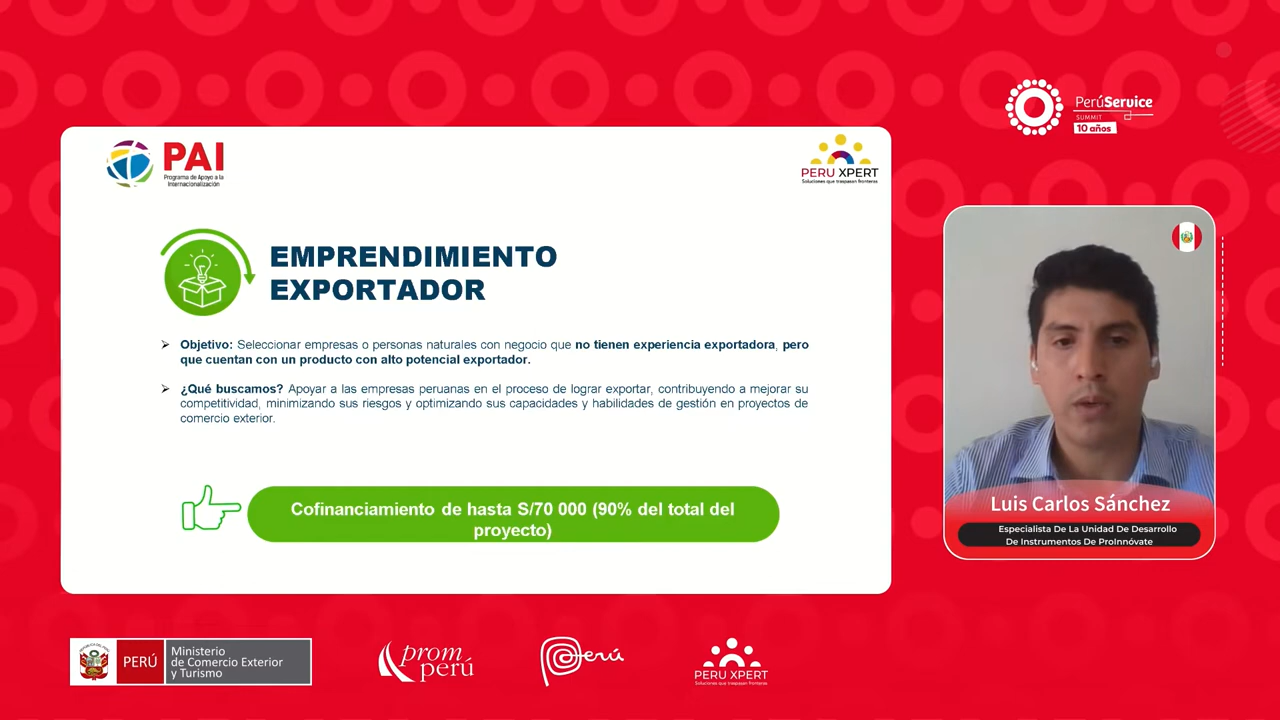 PerúService
SUMMIT
10 años
PAI
Programa de Apoyo a la
Internacionalización
PERU XPERT
Soluciones que traspasan fronteras
EMPRENDIMIENTO
EXPORTADOR
Objetivo: Seleccionar empresas o personas naturales con negocio que no tienen experiencia exportadora, pero
que cuentan con un producto con alto potencial exportador.
¿Qué buscamos? Apoyar a las empresas peruanas en el proceso de lograr exportar, contribuyendo a mejorar su
competitividad, minimizando sus riesgos y optimizando sus capacidades y habilidades de gestión en proyectos de
comercio exterior.
Cofinanciamiento de hasta S/70 000 (90% del total del
proyecto)
Luis Carlos Sánchez
Especialista De La Unidad De Desarrollo
De Instrumentos De ProInnóvate
PERÚ
Ministerio
de Comercio Exterior
y Turismo
prom
perú
Perú
PERU XPERT
Soluciones que traspasan fronteras